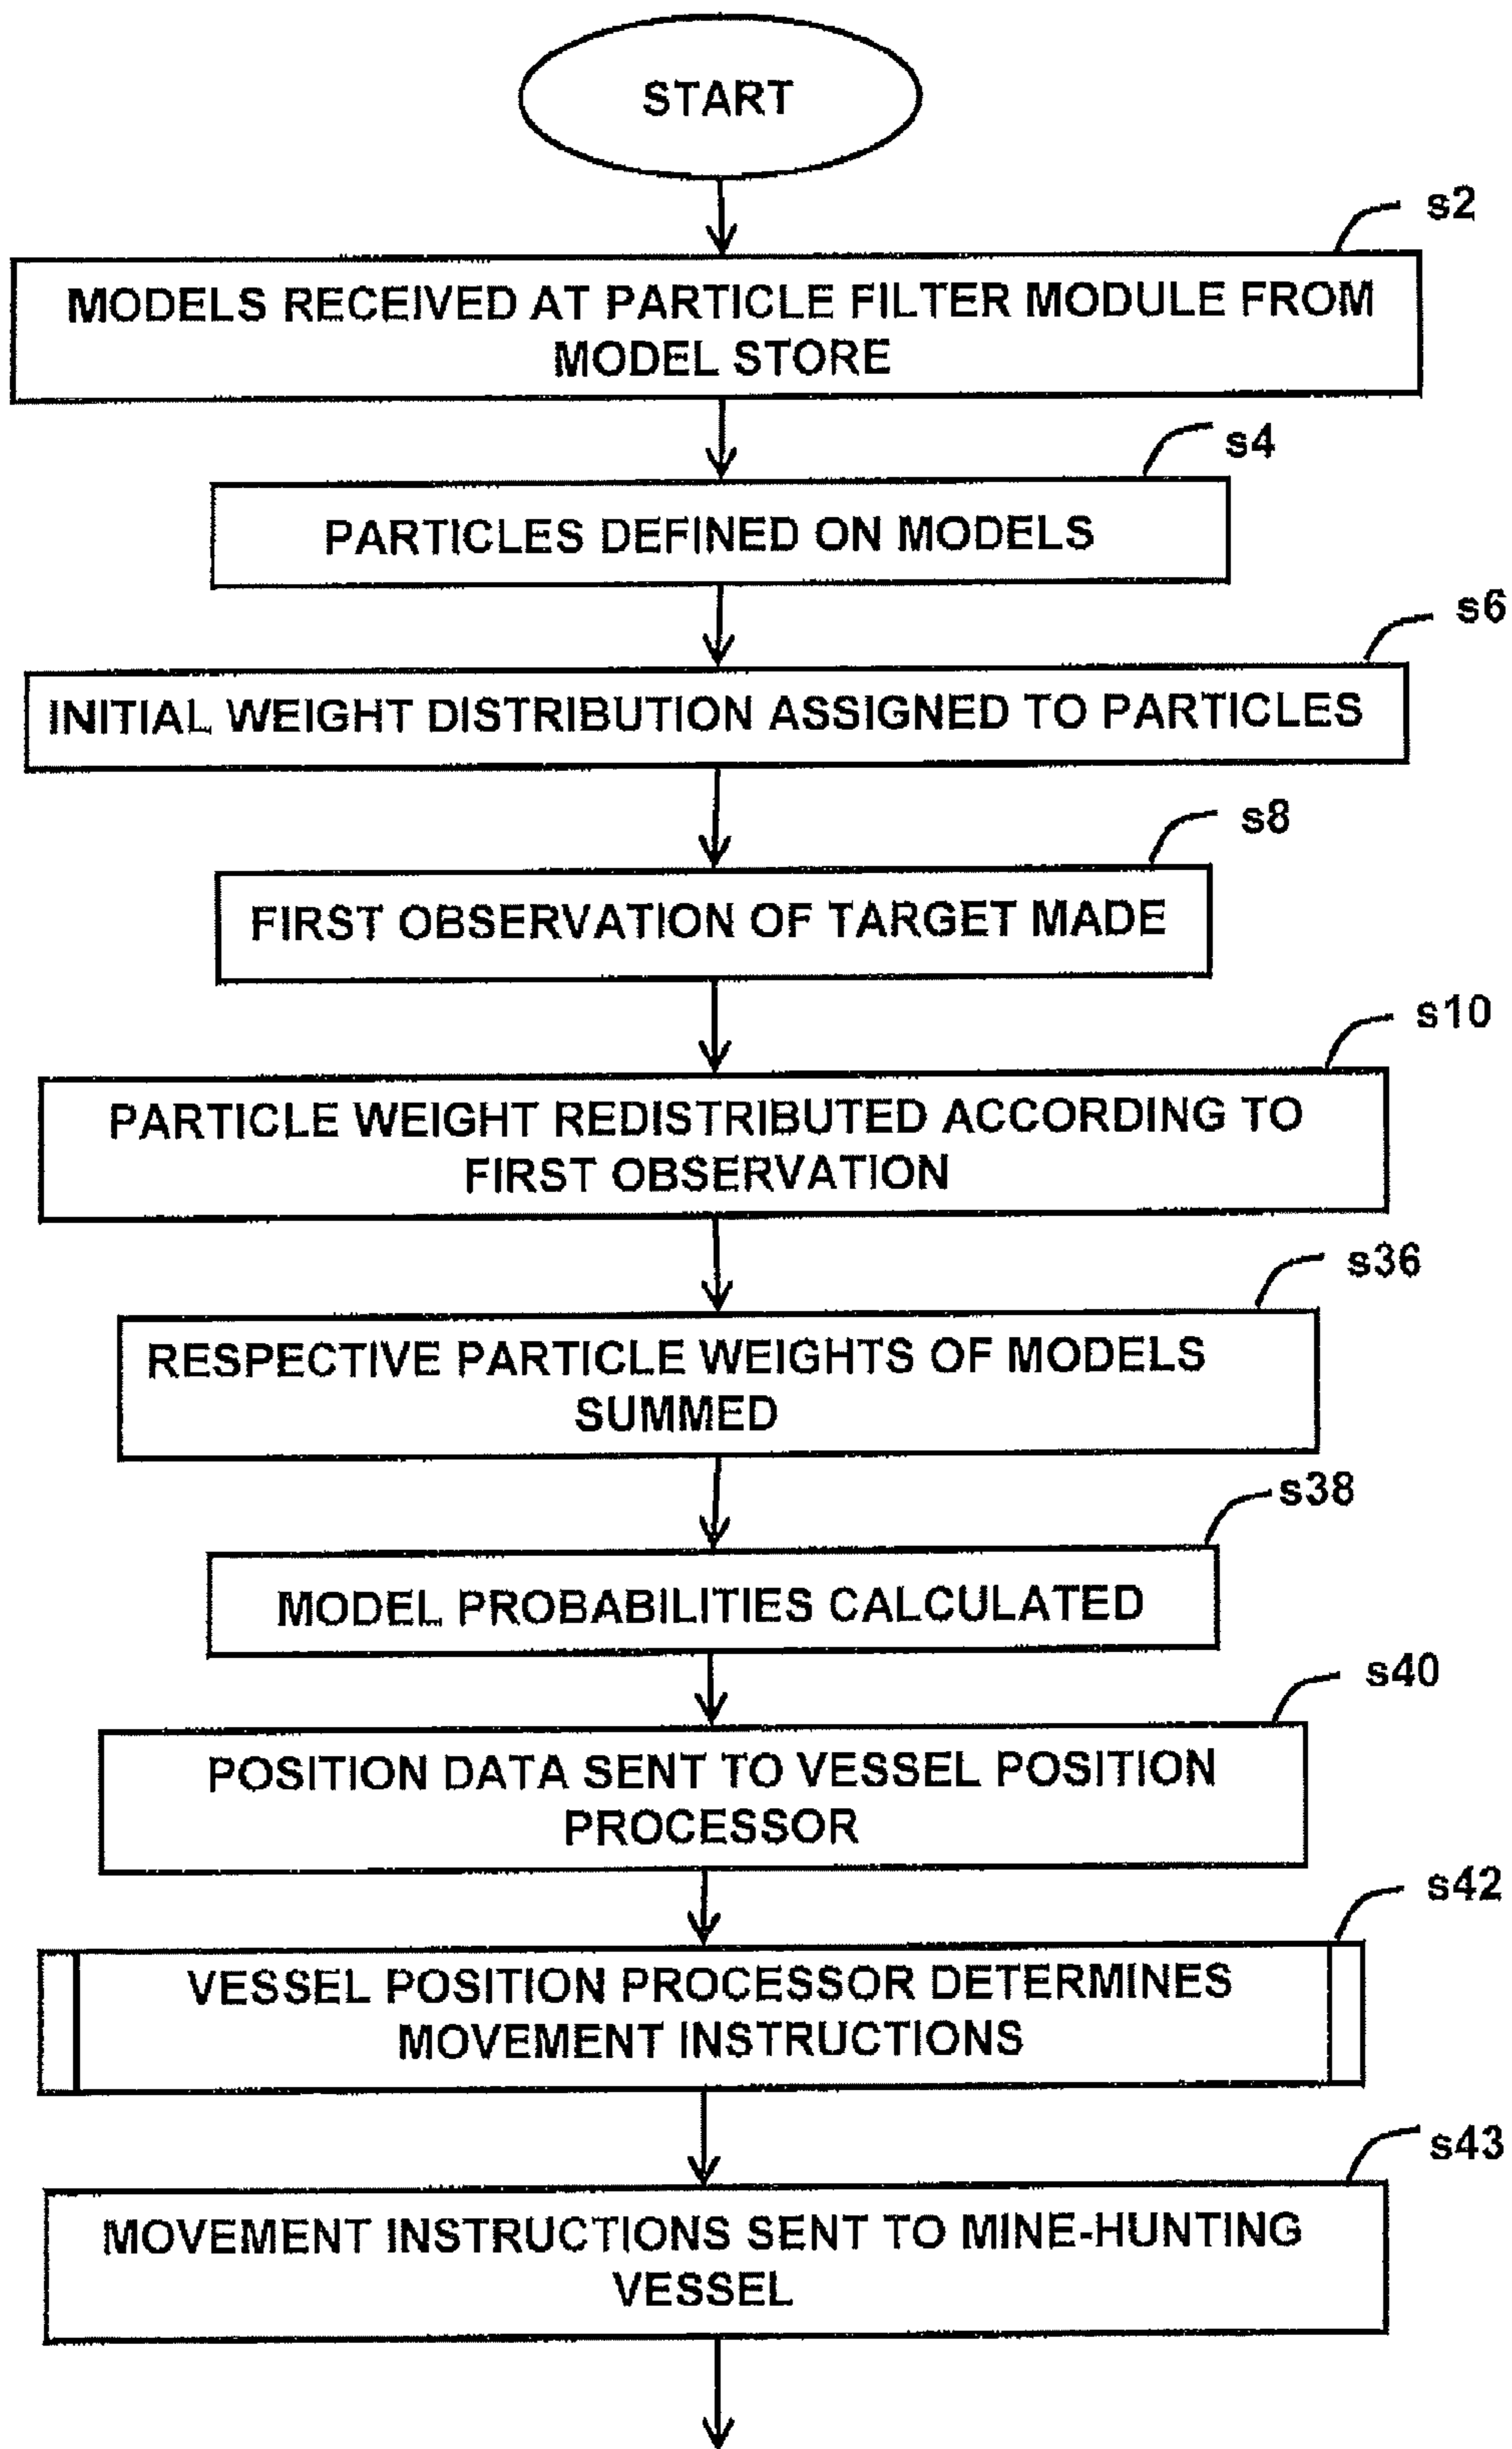 START
s2
MODELS RECEIVED AT PARTICLE FILTER MODULE FROM
MODEL STORE
s4
PARTICLES DEFINED ON MODELS
s6
INITIAL WEIGHT DISTRIBUTION ASSIGNED TO PARTICLES
s8
FIRST OBSERVATION OF TARGET MADE
s10
PARTICLE WEIGHT REDISTRIBUTED ACCORDING TO
FIRST OBSERVATION
s36
RESPECTIVE PARTICLE WEIGHTS OF MODELS
SUMMED
s38
MODEL PROBABILITIES CALCULATED
s40
POSITION DATA SENT TO VESSEL POSITION
PROCESSOR
s42
VESSEL POSITION PROCESSOR DETERMINES
MOVEMENT INSTRUCTIONS
s43
MOVEMENT INSTRUCTIONS SENT TO MINE-HUNTING
VESSEL